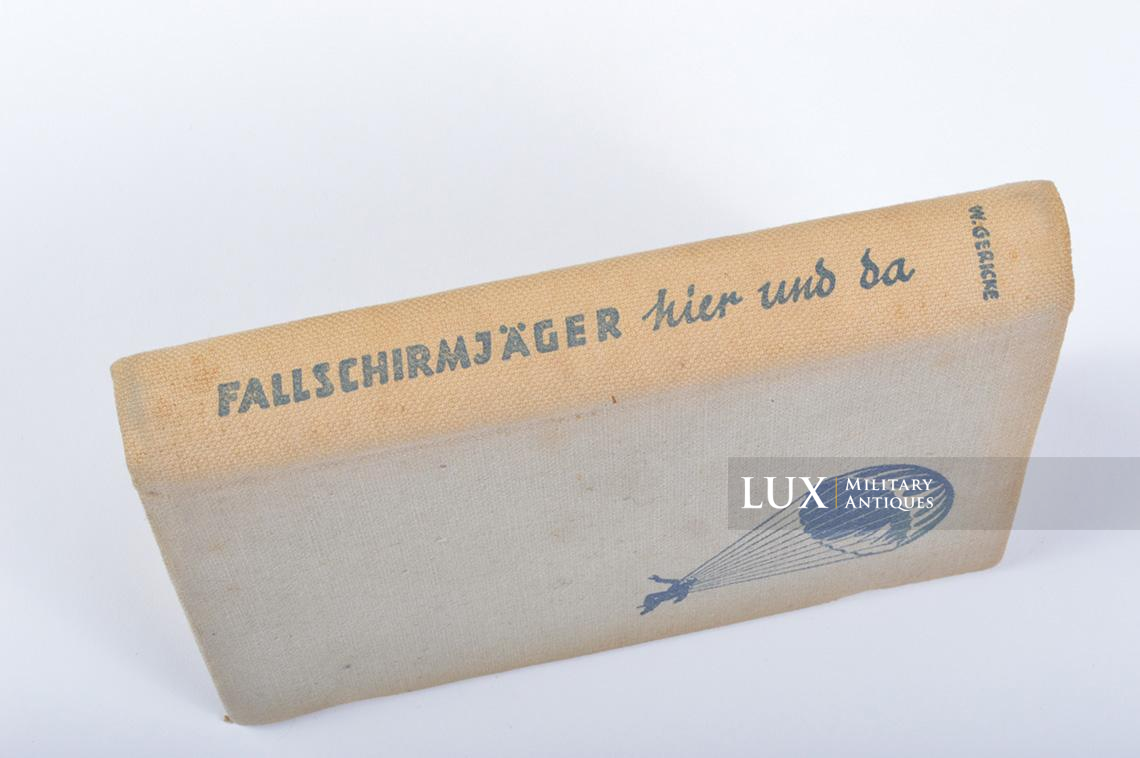 FALLSCHIRMJÄGER hier und da
W. GERICKE
LUX MILITARY
ANTIQUES